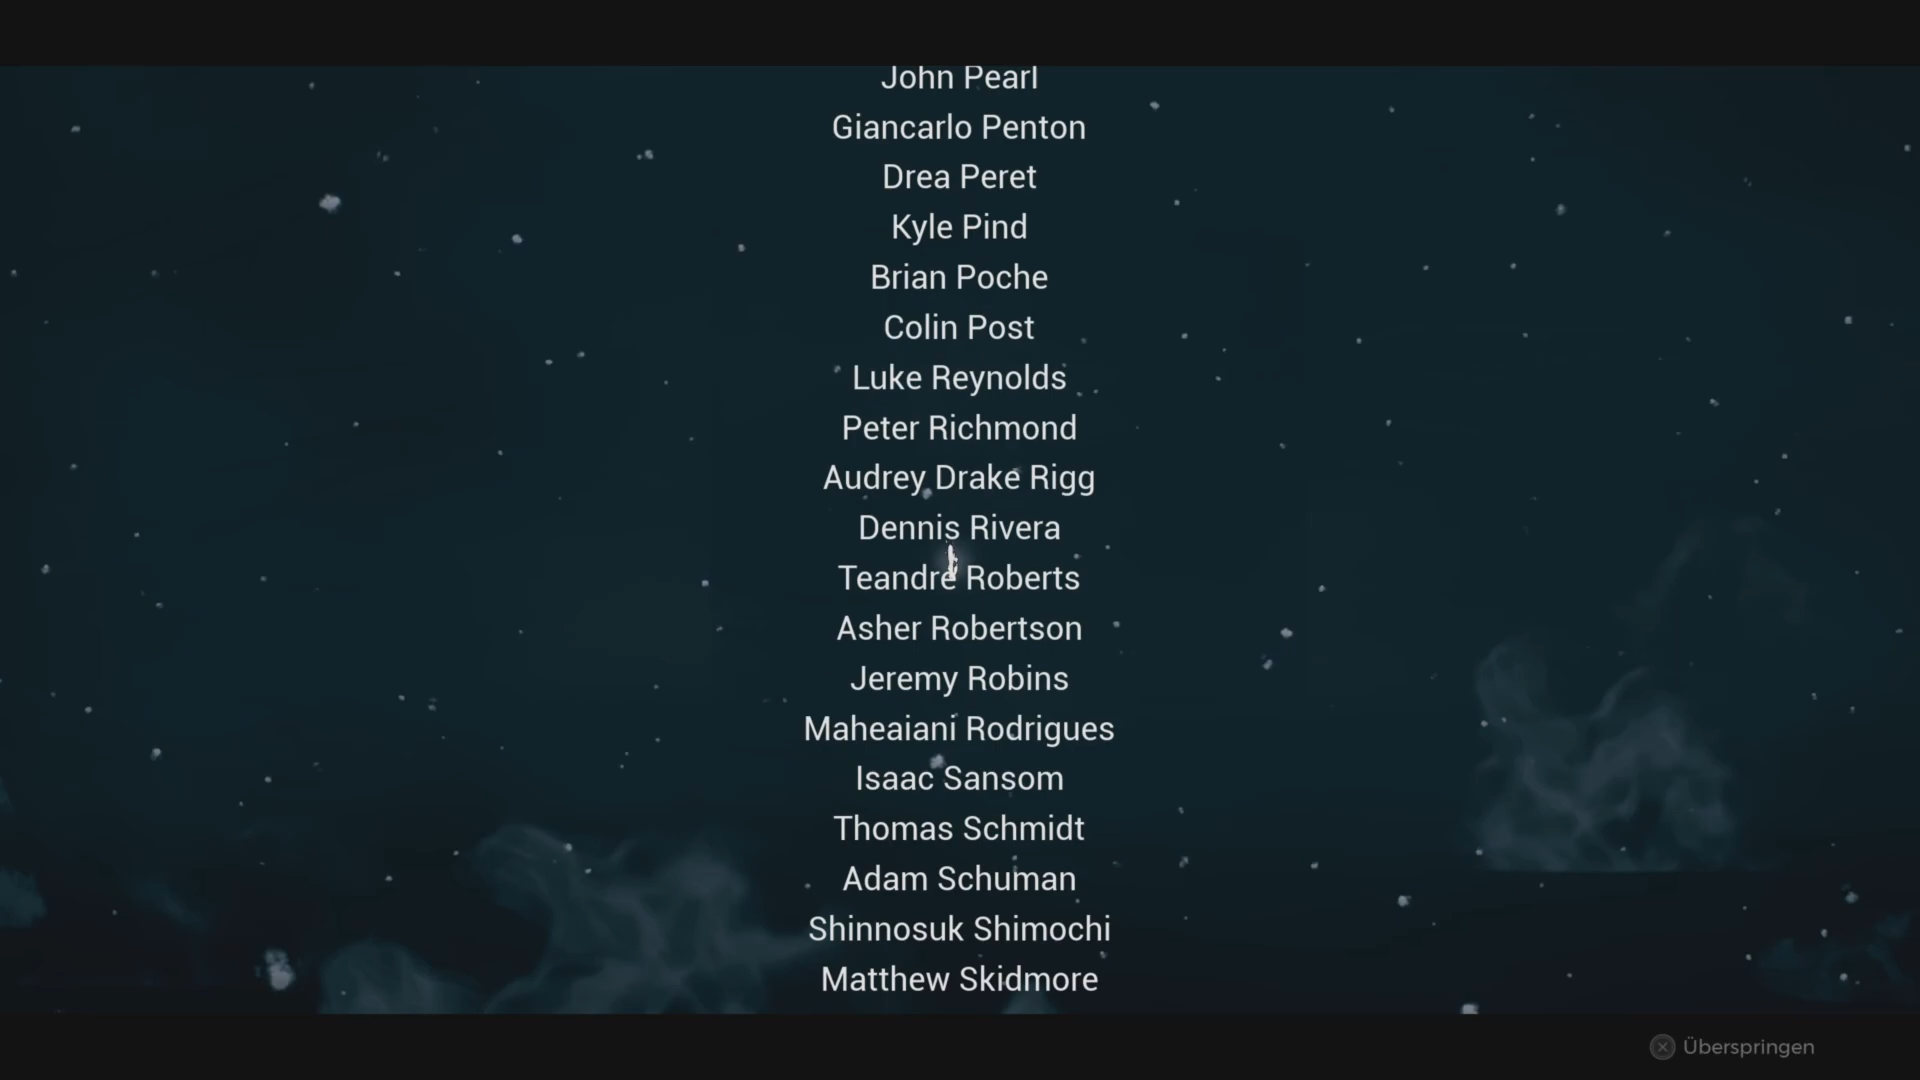 John Pearl
Giancarlo Penton
Drea Peret
Kyle Pind
Brian Poche
Colin Post
Luke Reynolds
Peter Richmond
Audrey Drake Rigg
Dennis Rivera
Teandre Roberts
Asher Robertson
Jeremy Robins
Maheaiani Rodrigues
Isaac Sansom
Thomas Schmidt
Adam Schuman
Shinnosuk Shimochi
Matthew Skidmore
Überspringen